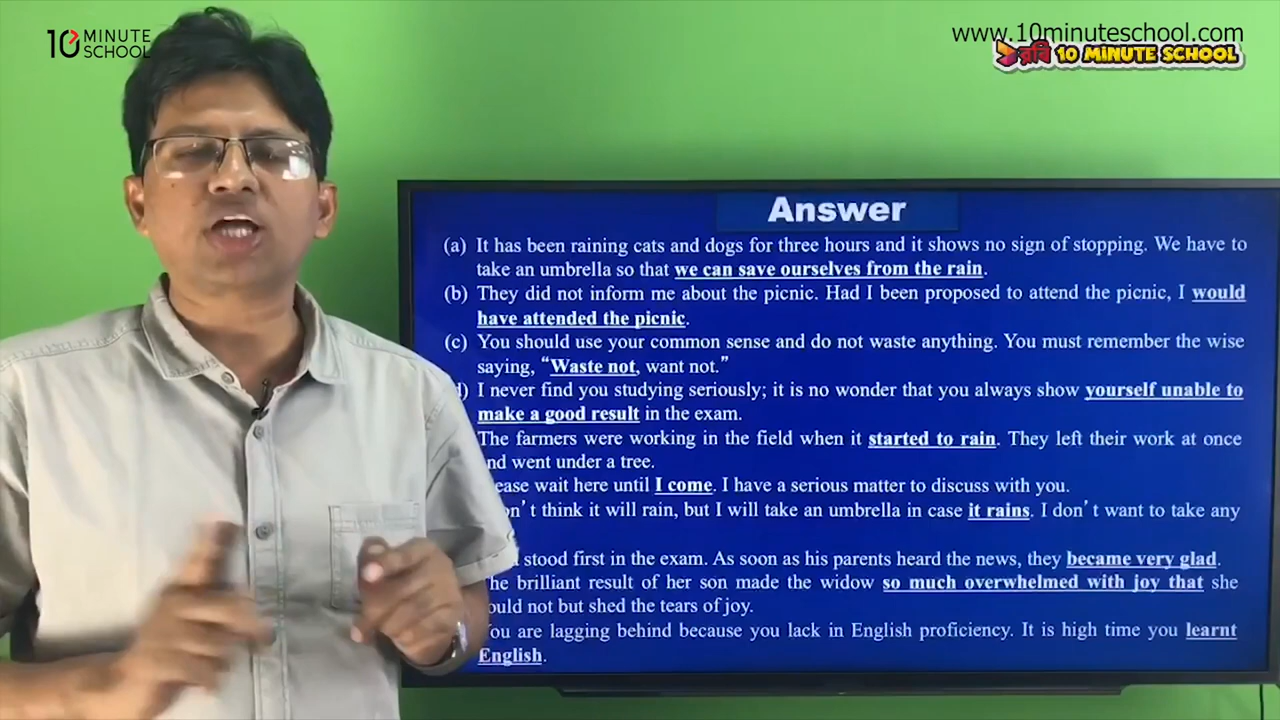 10 MINUTE SCHOOL
www.10minuteschool.com
রবি 10 MiNUTE SCHOOL
Answer
(a) It has been raining cats and dogs for three hours and it shows no sign of stopping. We have to
take an umbrella so that we can save ourselves from the rain.
(b) They did not inform me about the picnic. Had I been proposed to attend the picnic, I would
have attended the picnic.
(c) You should use your common sense and do not waste anything. You must remember the wise
saying, “Waste not, want not.”
I never find you studying seriously; it is no wonder that you always show yourself unable to
make a good result in the exam.
The farmers were working in the field when it started to rain. They left their work at once
under a tree.
wait here until I come. I have a serious matter to discuss with you.
think it will rain, but I will take an umbrella in case it rains. I don’t want to take any
stood first in the exam. As soon as his parents heard the news, they became very glad.
brilliant result of her son made the widow so much overwhelmed with joy that she
not but shed the tears of joy.
You are lagging behind because you lack in English proficiency. It is high time you learnt
English.